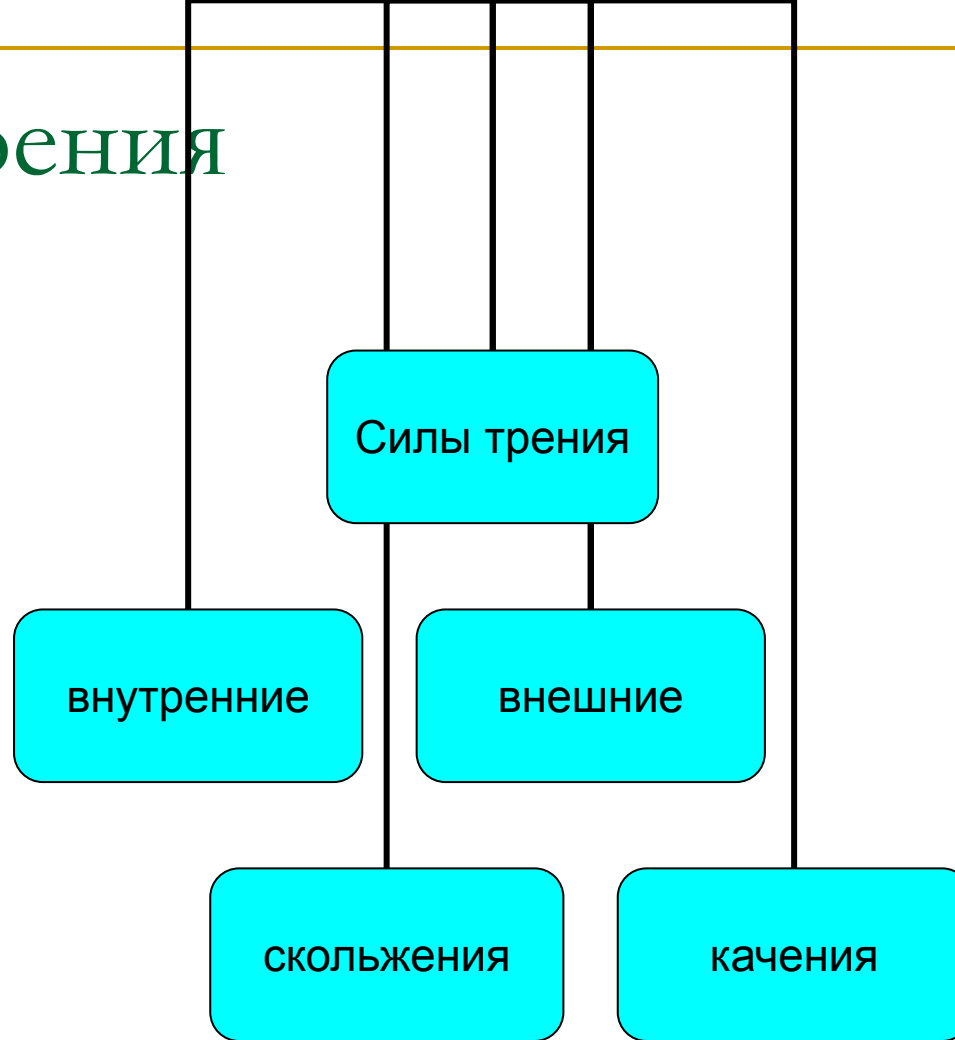 рения
Силы трения
внутренние
внешние
скольжения
качения